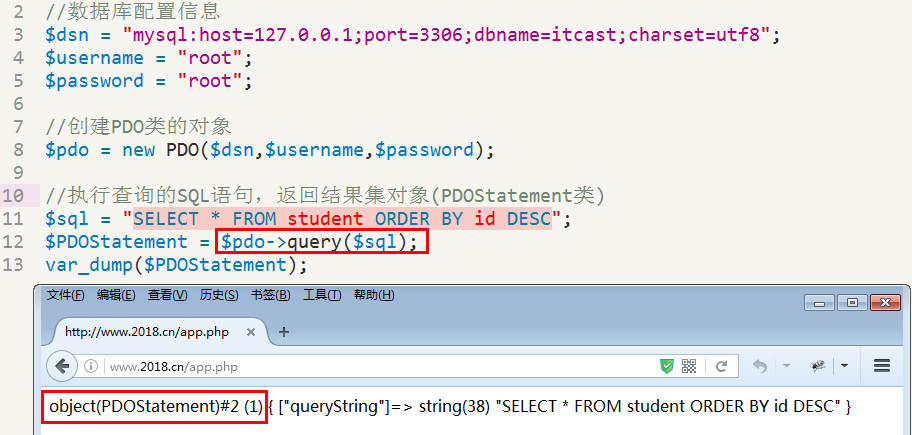 2 //数据库配置信息
3 $dsn = "mysql:host=127.0.0.1;port=3306;dbname=itcast;charset=utf8";
4 $username = "root";
5 $password = "root";
6
7 //创建PDO类的对象
8 $pdo = new PDO($dsn,$username,$password);
9
10 //执行查询的SQL语句，返回结果集对象(PDOStatement类)
11 $sql = "SELECT * FROM student ORDER BY id DESC";
12 $PDOStatement = $pdo->query($sql);
13 var_dump($PDOStatement);
文件(F) 编辑(E) 查看(V) 历史(S) 书签(B) 工具(T) 帮助(H)
http://www.2018.cn/app.php × +
www.2018.cn/app.php
object(PDOStatement)#2 (1) { ["queryString"]=> string(38) "SELECT * FROM student ORDER BY id DESC" }